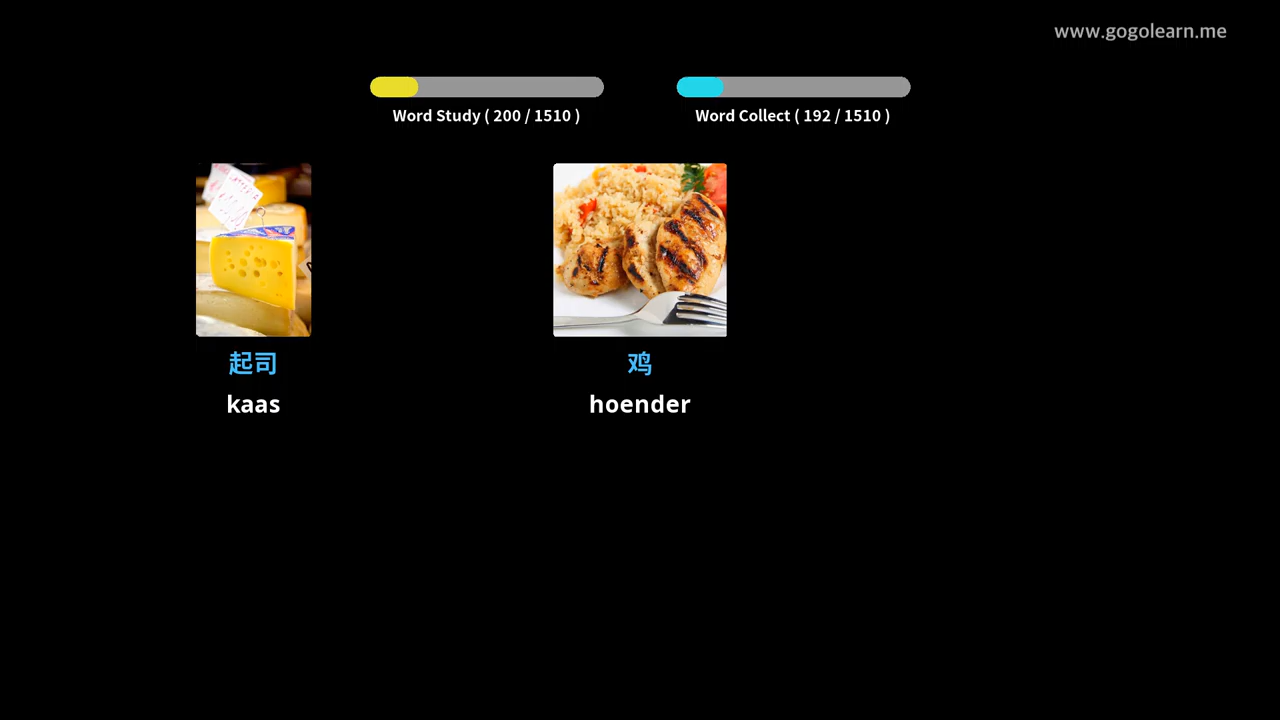 www.gogolearn.me
Word Study ( 200 / 1510 )
Word Collect ( 192 / 1510 )
起司
kaas
鸡
hoender